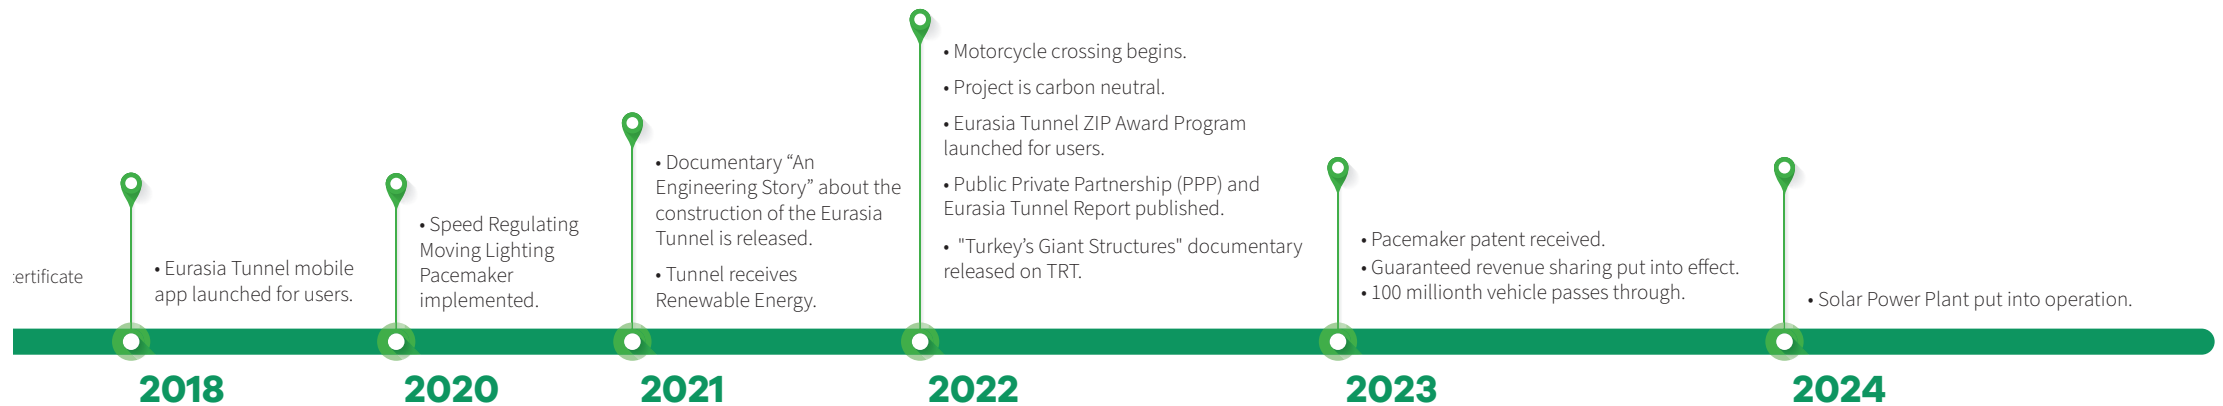 • Eurasia Tunnel mobile
app launched for users.
2018
• Speed Regulating
Moving Lighting
Pacemaker
implemented.
2020
• Documentary “An
Engineering Story” about the
construction of the Eurasia
Tunnel is released.
• Tunnel receives
Renewable Energy.
2021
• Motorcycle crossing begins.
• Project is carbon neutral.
• Eurasia Tunnel ZIP Award Program
launched for users.
• Public Private Partnership (PPP) and
Eurasia Tunnel Report published.
• "Turkey’s Giant Structures" documentary
released on TRT.
2022
• Pacemaker patent received.
• Guaranteed revenue sharing put into effect.
• 100 millionth vehicle passes through.
2023
• Solar Power Plant put into operation.
2024